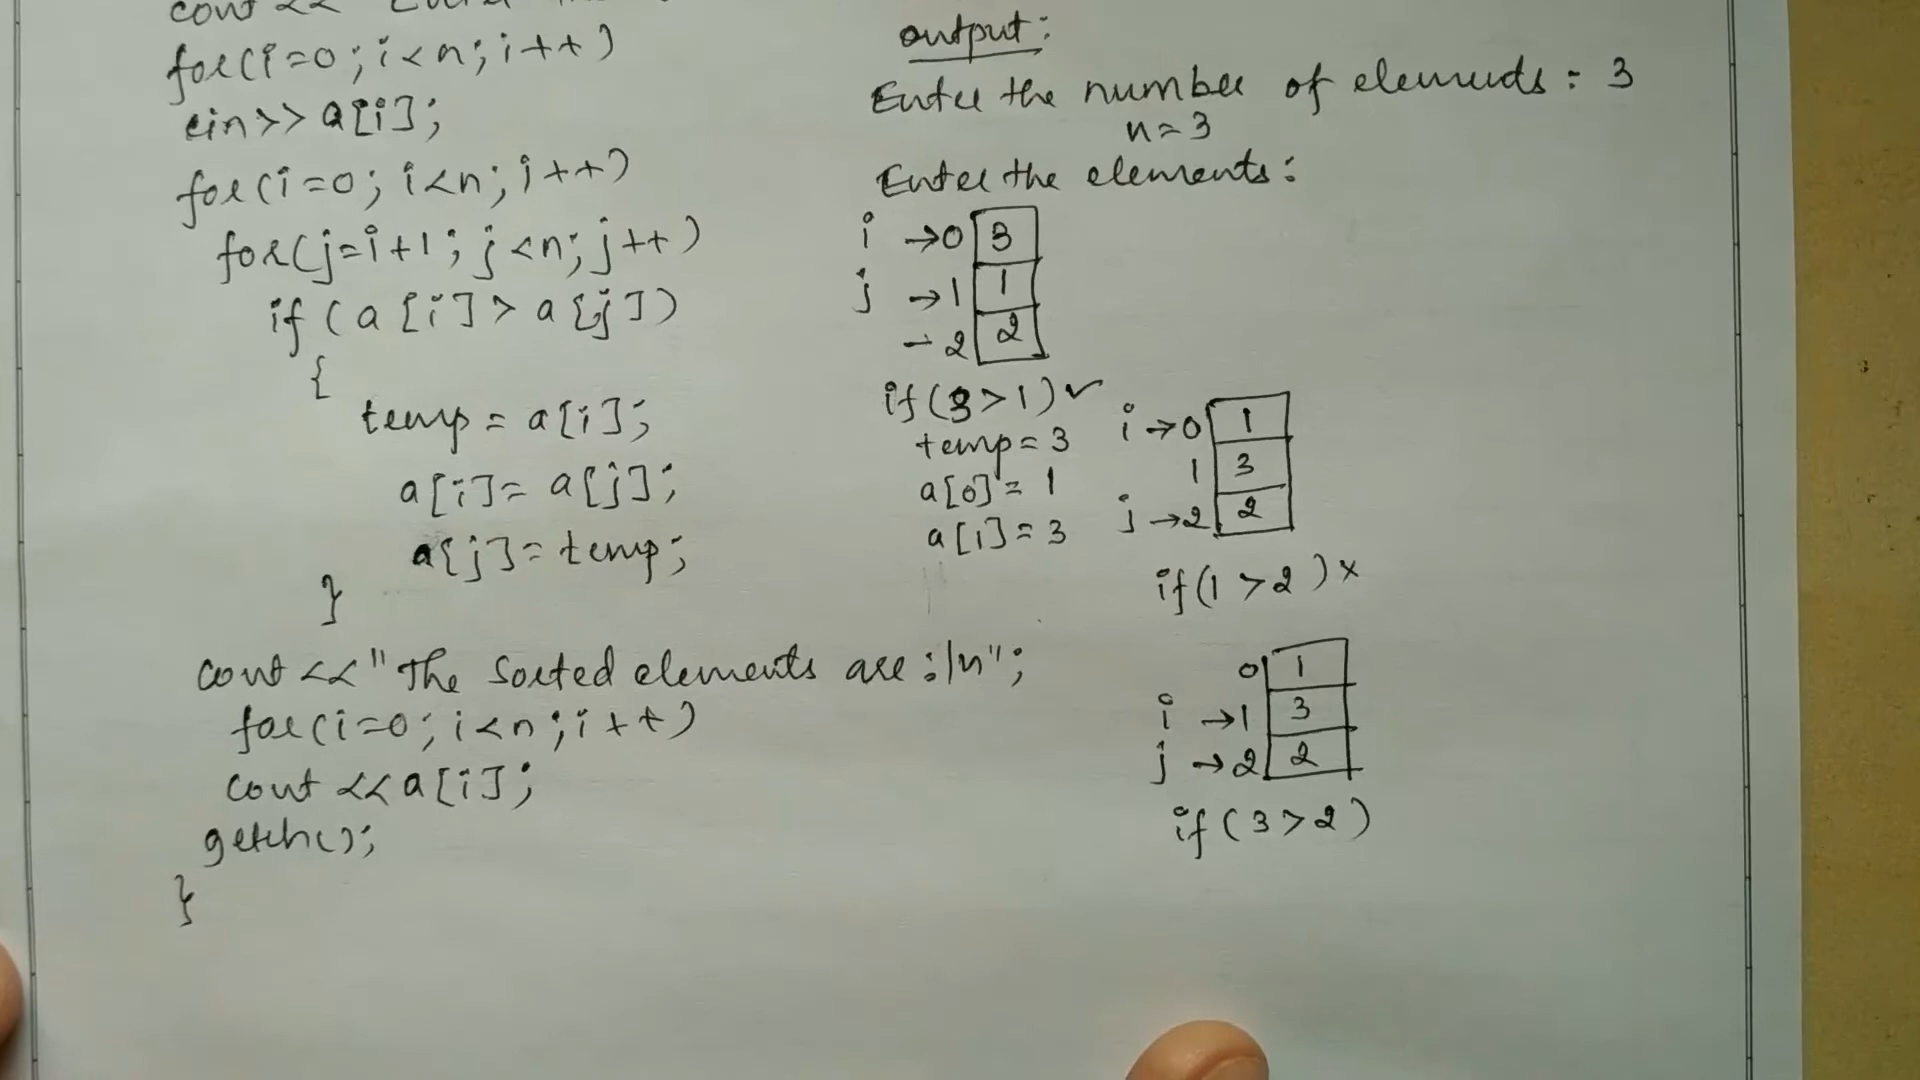 cout <<
for(i=0;i<n;i++)
cin>>a[i];
for(i=0;i<n;i++)
for(j=i+1;j<n;j++)
if(a[i]>a[j])
{
temp=a[i];
a[i]=a[j];
a[j]=temp;
}
cout<<"The Sorted elements are:\n";
for(i=0;i<n;i++)
cout<<a[i];
getch();
}
output:
Enter the number of elements: 3
n=3
Enter the elements:
i →0 3
j →1 1
- 2 2
if(3>1)✓
temp=3
a[0]=1
a[1]=3
i→0 1
1 3
j→2 2
if(1>2)×
0 1
i →1 3
j →2 2
if(3>2)